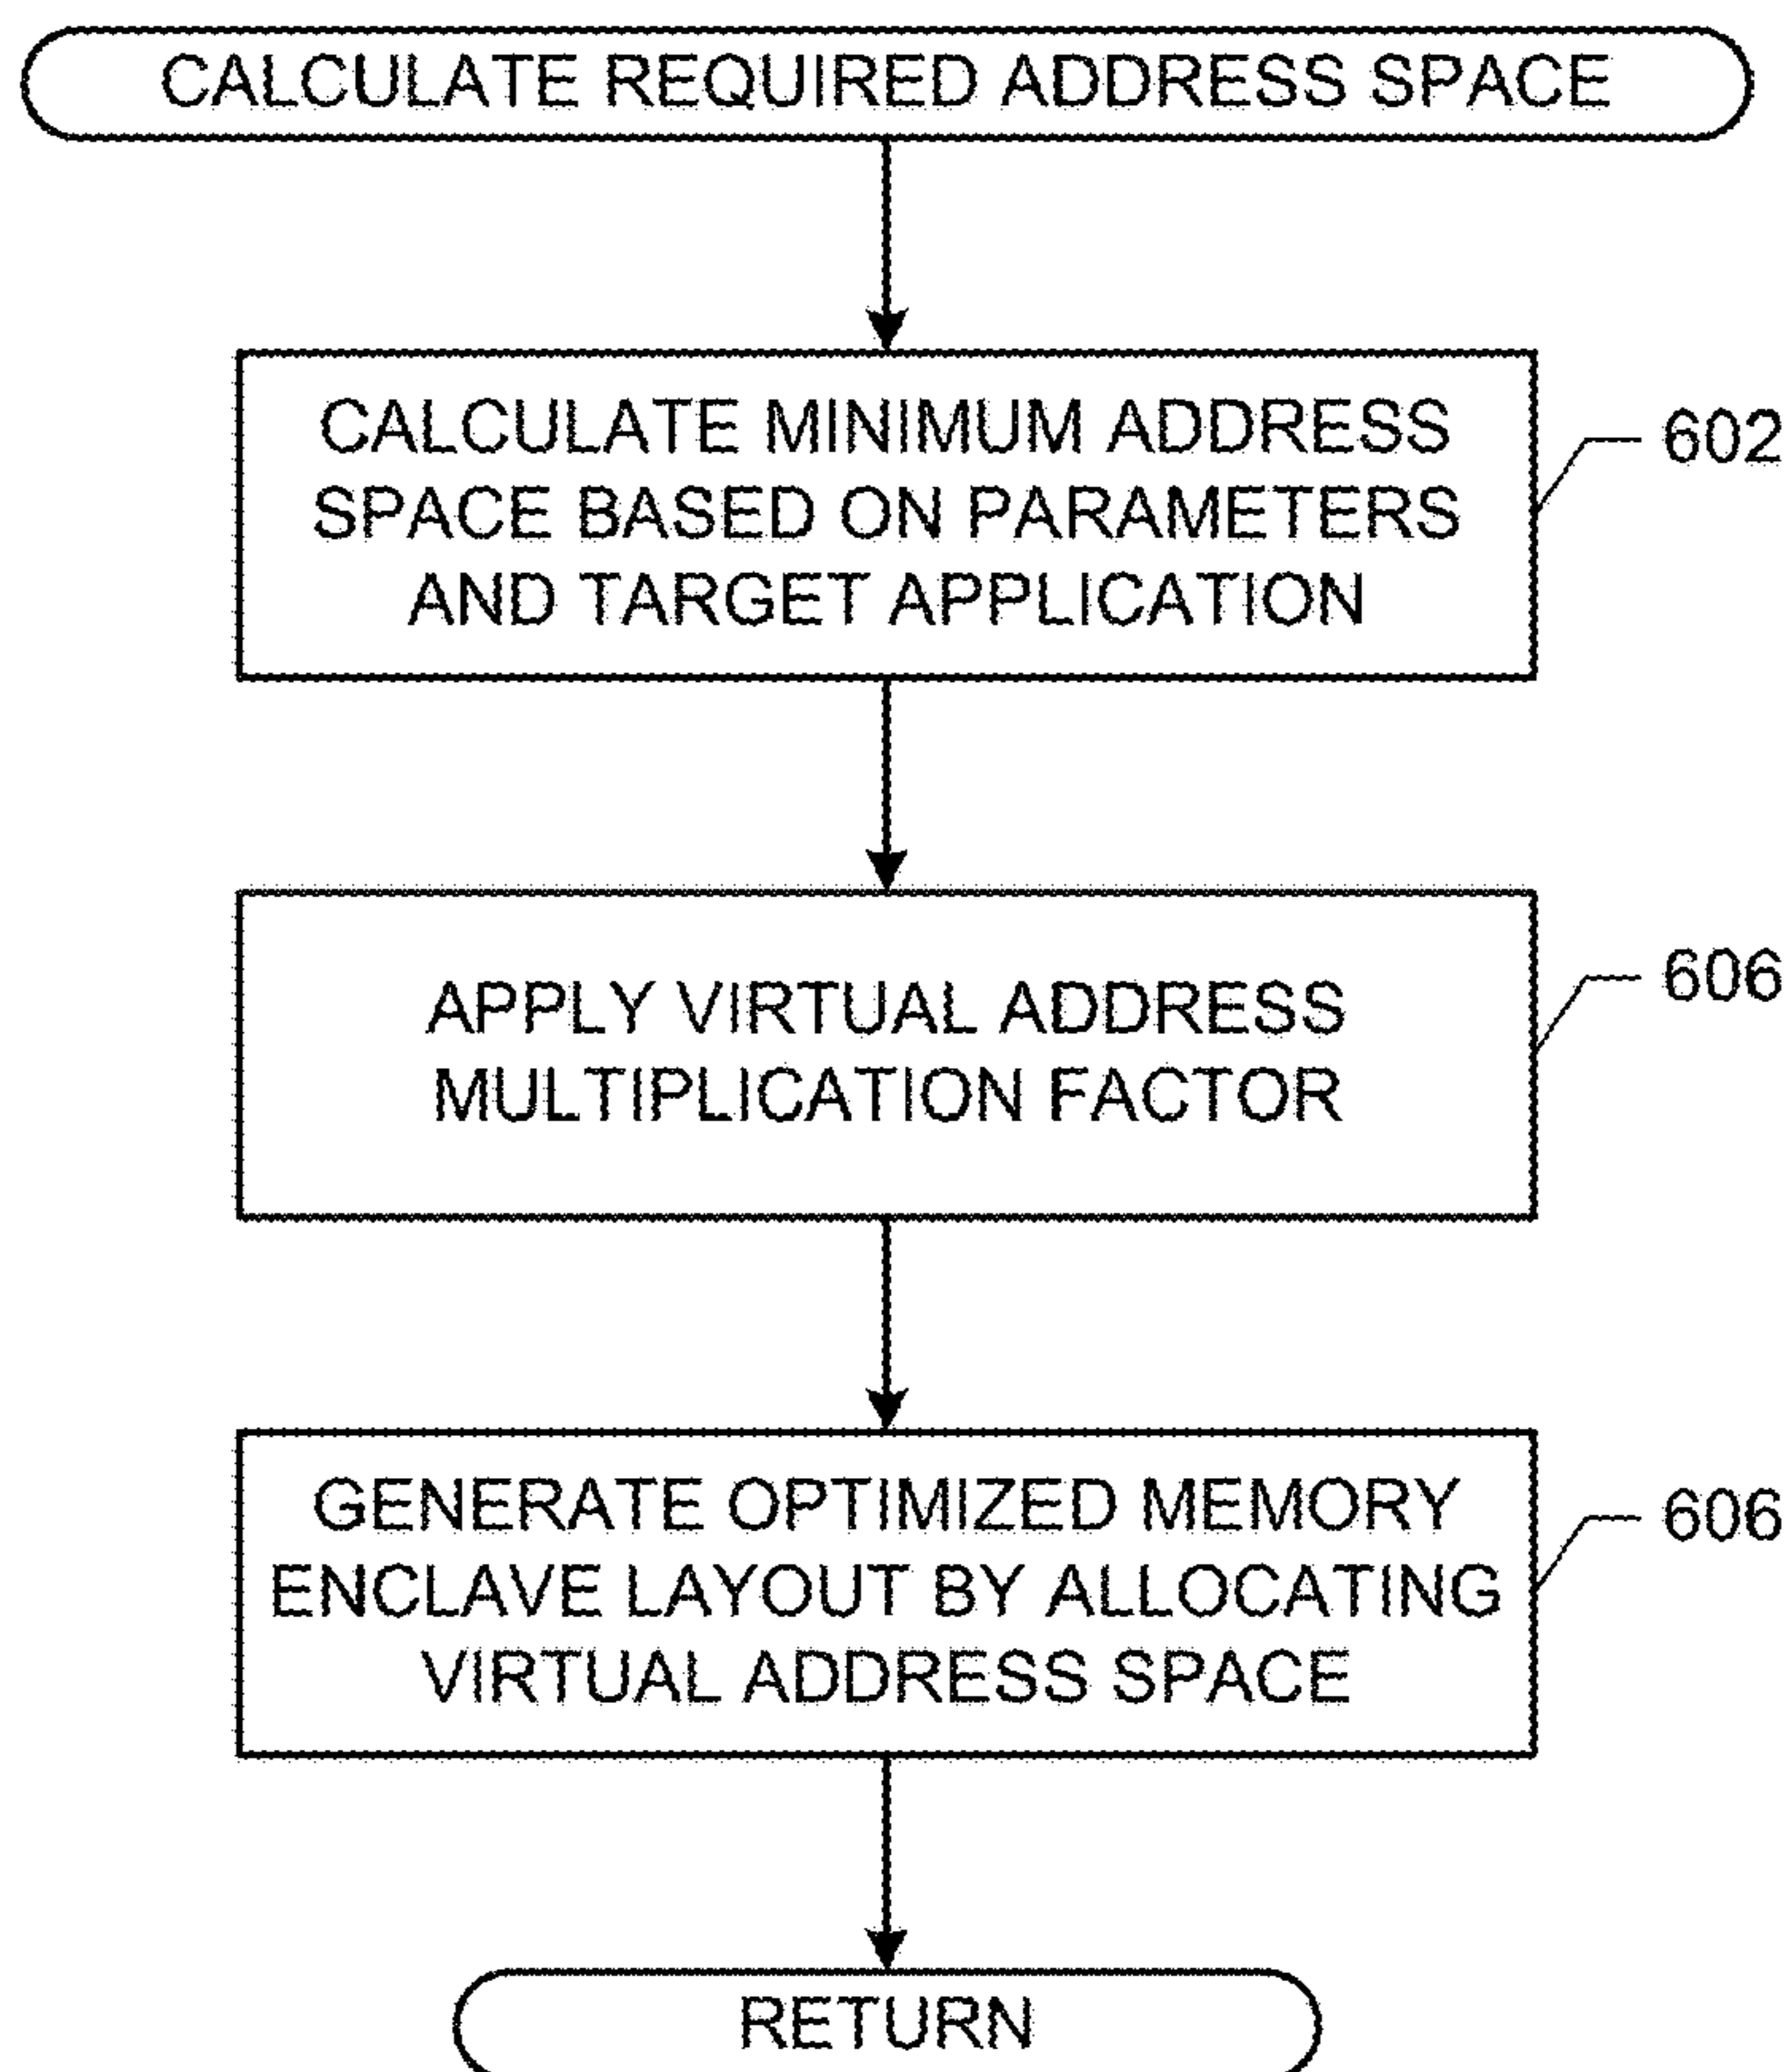 CALCULATE REQUIRED ADDRESS SPACE
CALCULATE MINIMUM ADDRESS
SPACE BASED ON PARAMETERS
AND TARGET APPLICATION
602
APPLY VIRTUAL ADDRESS
MULTIPLICATION FACTOR
606
GENERATE OPTIMIZED MEMORY
ENCLAVE LAYOUT BY ALLOCATING
VIRTUAL ADDRESS SPACE
606
RETURN